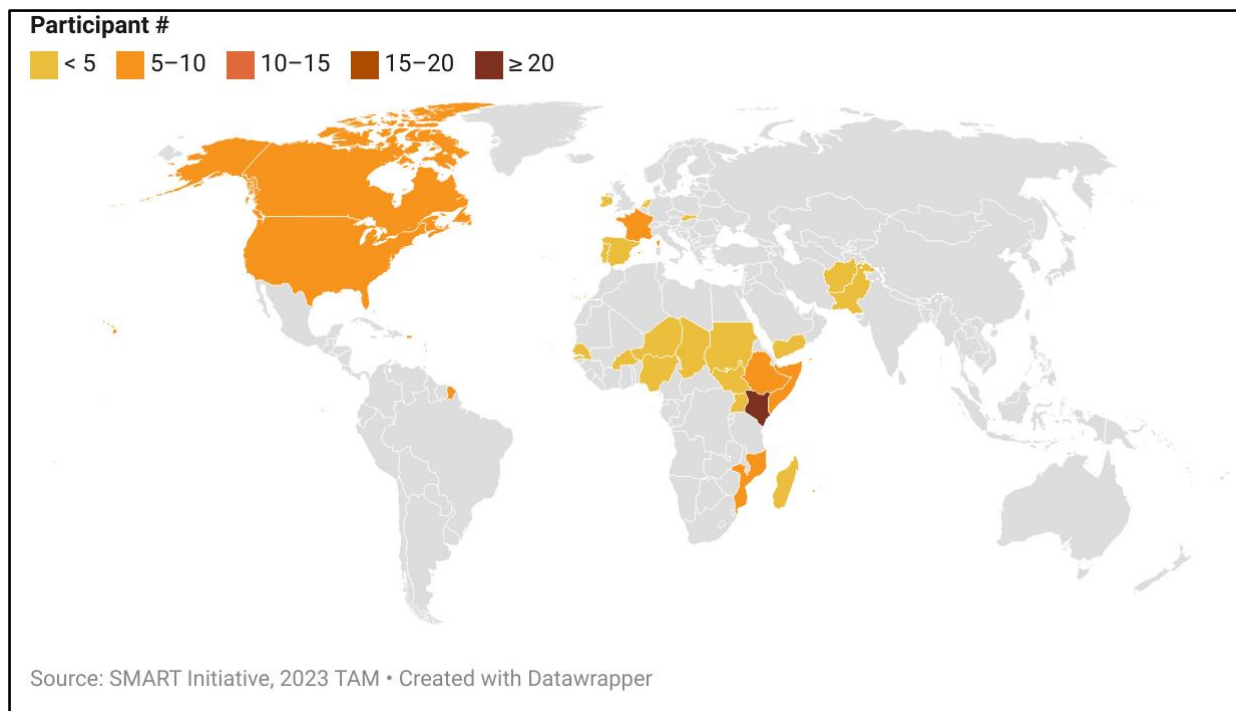 Participant #
< 5 5–10 10–15 15–20 ≥ 20
Source: SMART Initiative, 2023 TAM • Created with Datawrapper